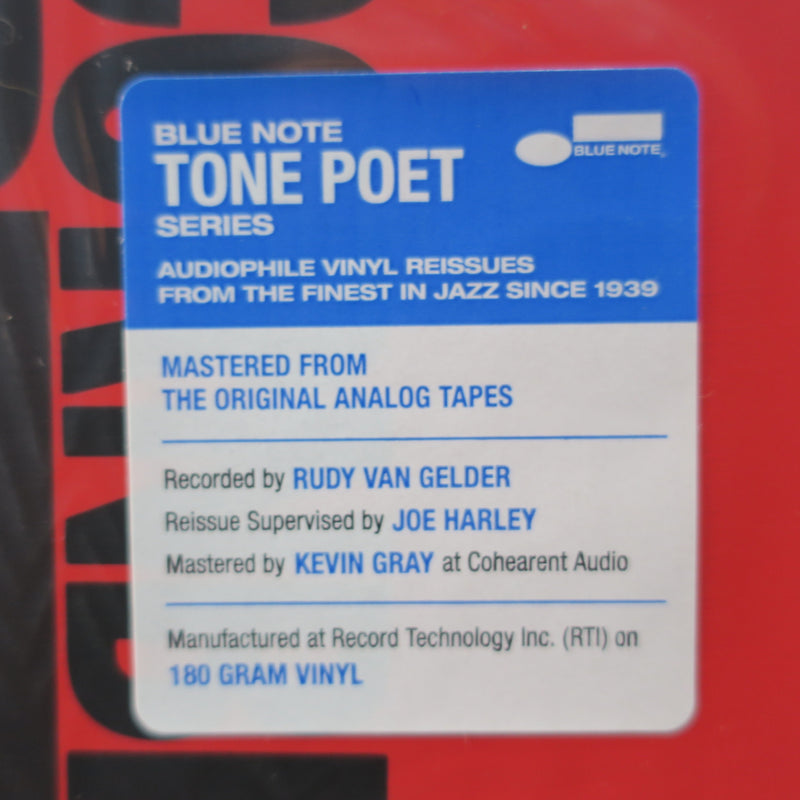 BLUE NOTE
TONE POET
SERIES
BLUE NOTE
AUDIOPHILE VINYL REISSUES
FROM THE FINEST IN JAZZ SINCE 1939
MASTERED FROM
THE ORIGINAL ANALOG TAPES
Recorded by RUDY VAN GELDER
Reissue Supervised by JOE HARLEY
Mastered by KEVIN GRAY at Cohearent Audio
Manufactured at Record Technology Inc. (RTI) on
180 GRAM VINYL